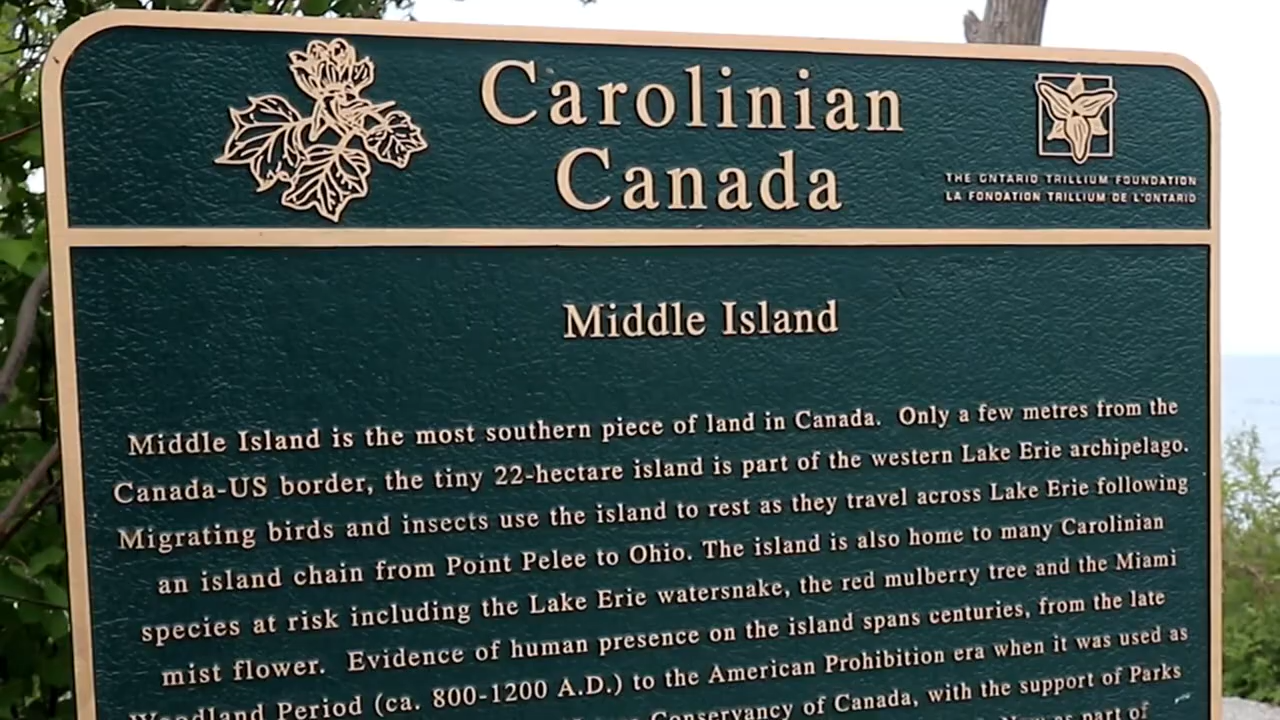 Carolinian
Canada
THE ONTARIO TRILLIUM FOUNDATION
LA FONDATION TRILLIUM DE L'ONTARIO
Middle Island
Middle Island is the most southern piece of land in Canada. Only a few metres from the
Canada-US border, the tiny 22-hectare island is part of the western Lake Erie archipelago.
Migrating birds and insects use the island to rest as they travel across Lake Erie following
an island chain from Point Pelee to Ohio. The island is also home to many Carolinian
species at risk including the Lake Erie watersnake, the red mulberry tree and the Miami
mist flower. Evidence of human presence on the island spans centuries, from the late
Woodland Period (ca. 800-1200 A.D.) to the American Prohibition era when it was used as
Conservancy of Canada, with the support of Parks
as part of